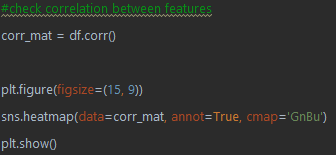 #check correlation between features
corr_mat = df.corr()
plt.figure(figsize=(15, 9))
sns.heatmap(data=corr_mat, annot=True, cmap='GnBu')
plt.show()